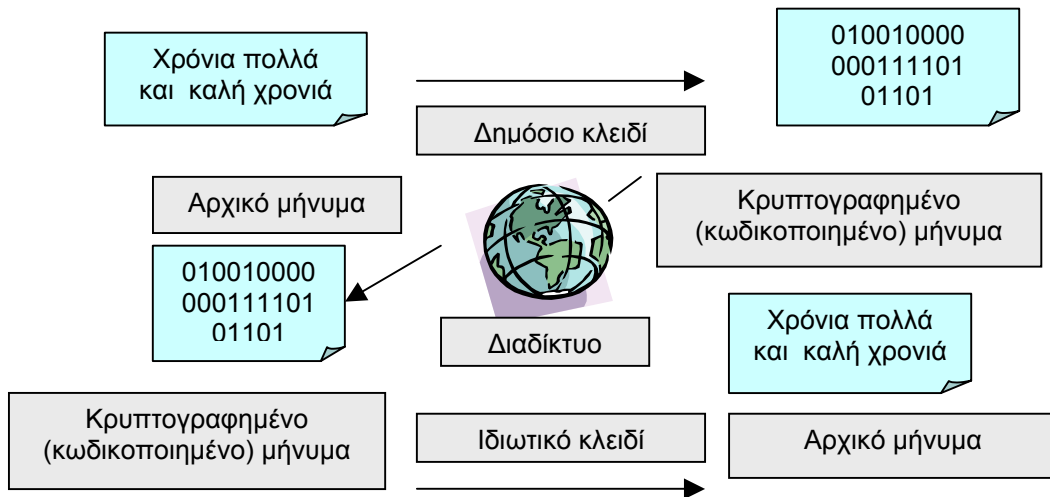 Χρόνια πολλά
και καλή χρονιά
010010000
000111101
01101
Δημόσιο κλειδί
Αρχικό μήνυμα
Κρυπτογραφημένο
(κωδικοποιημένο) μήνυμα
010010000
000111101
01101
Διαδίκτυο
Χρόνια πολλά
και καλή χρονιά
Κρυπτογραφημένο
(κωδικοποιημένο) μήνυμα
Ιδιωτικό κλειδί
Αρχικό μήνυμα